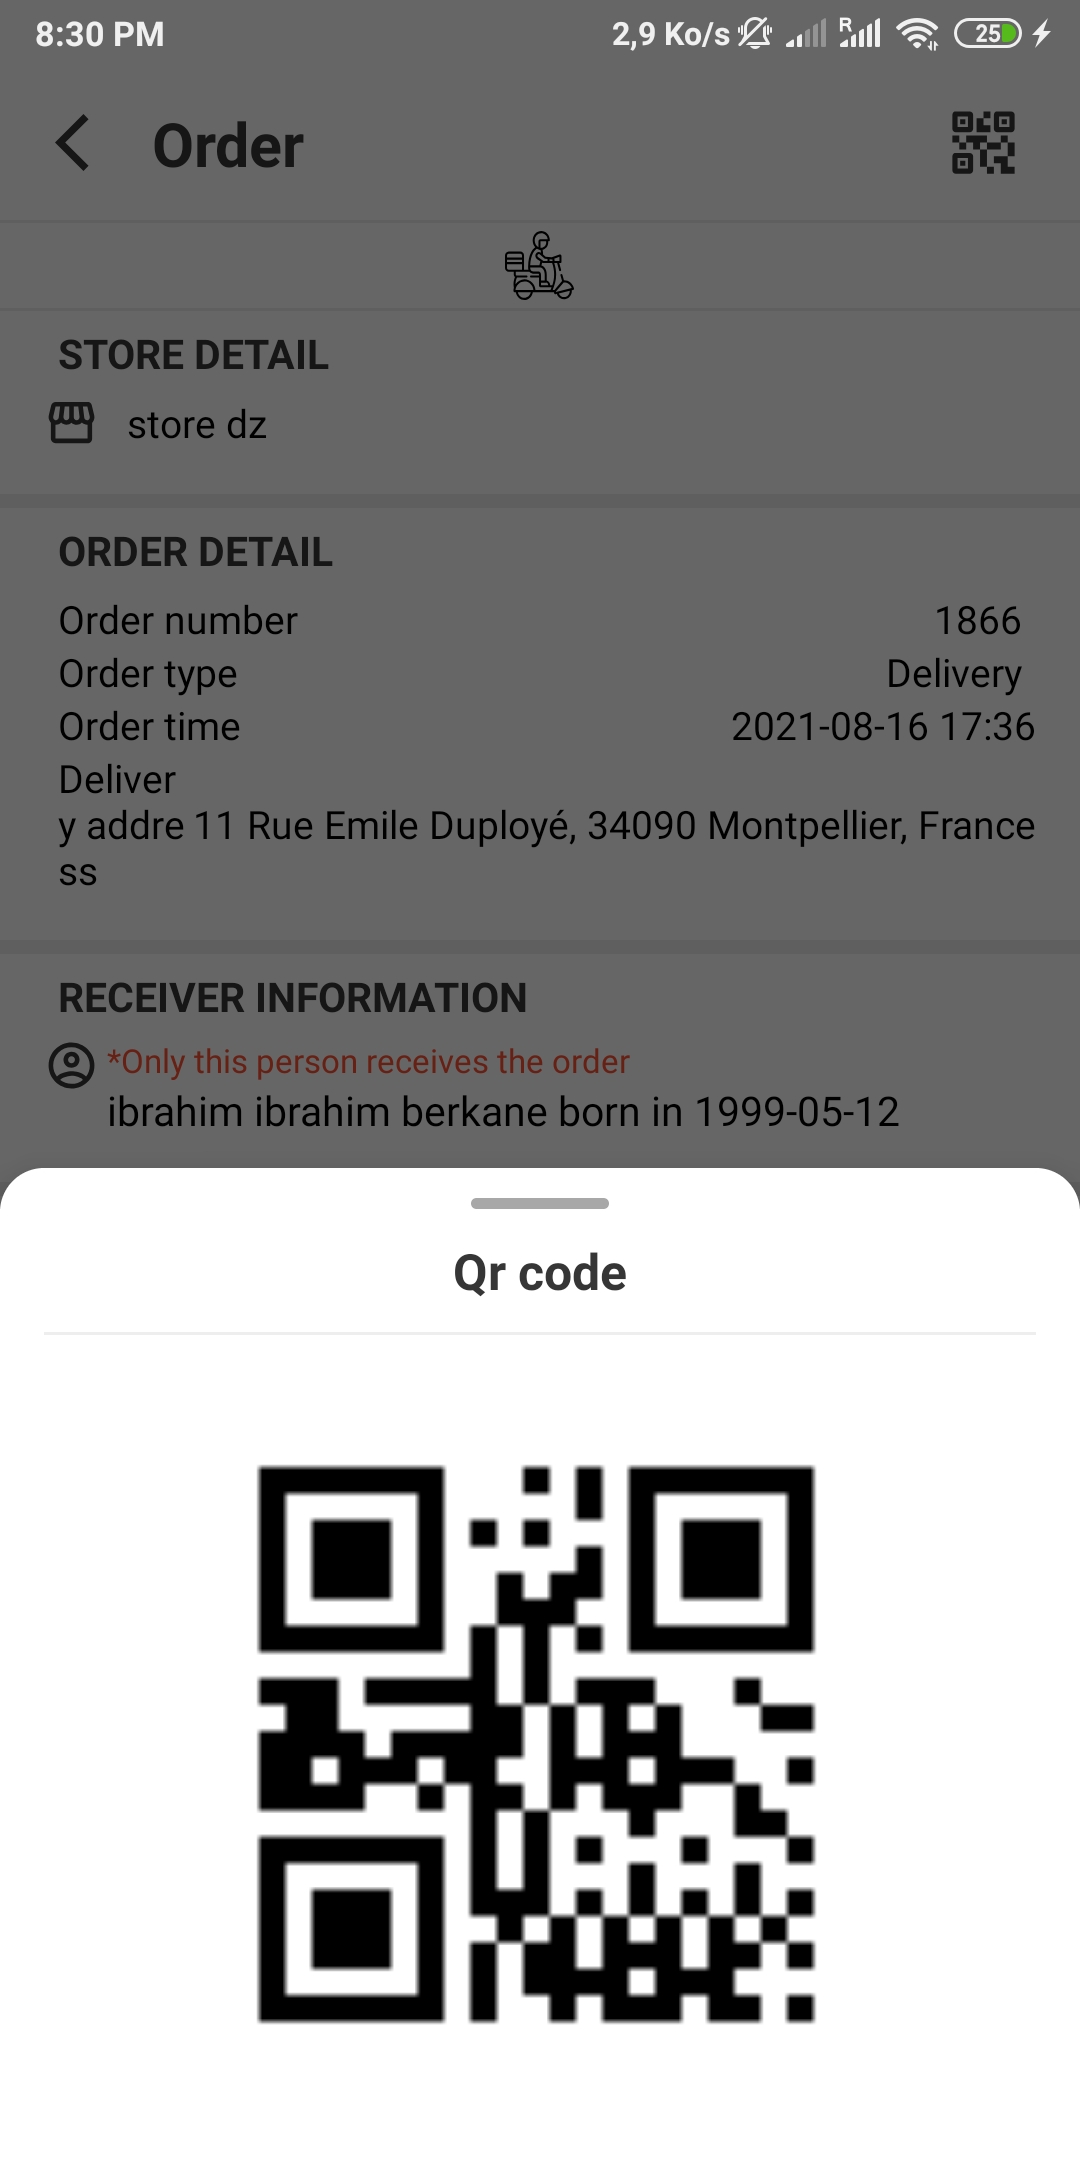 8:30 PM 2,9 Ko/s R 25
Order
STORE DETAIL
store dz
ORDER DETAIL
Order number 1866
Order type Delivery
Order time 2021-08-16 17:36
Deliver
y addre 11 Rue Emile Duployé, 34090 Montpellier, France
ss
RECEIVER INFORMATION
*Only this person receives the order
ibrahim ibrahim berkane born in 1999-05-12
Qr code